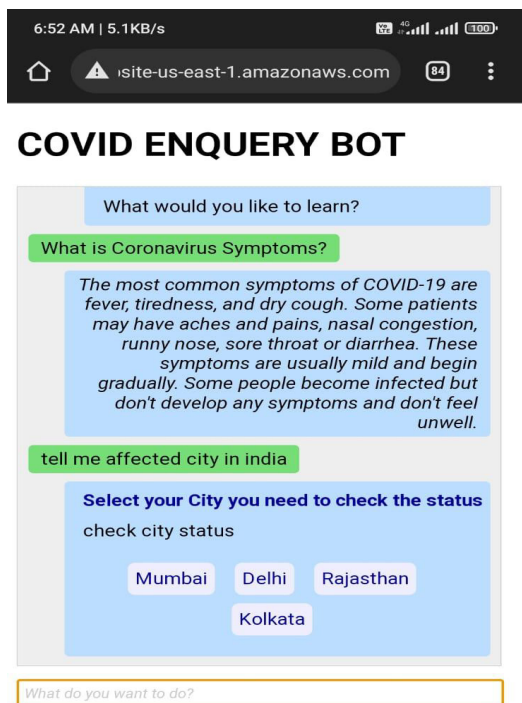 6:52 AM | 5.1KB/s
Vo LTE 4G 100
site-us-east-1.amazonaws.com 84
COVID ENQUERY BOT
What would you like to learn?
What is Coronavirus Symptoms?
The most common symptoms of COVID-19 are
fever, tiredness, and dry cough. Some patients
may have aches and pains, nasal congestion,
runny nose, sore throat or diarrhea. These
symptoms are usually mild and begin
gradually. Some people become infected but
don't develop any symptoms and don't feel
unwell.
tell me affected city in india
Select your City you need to check the status
check city status
Mumbai Delhi Rajasthan
Kolkata
What do you want to do?